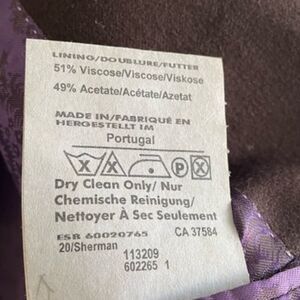 LINING/DOUBLURE/FUTTER
51% Viscose/Viscose/Viskose
49% Acetate/Acétate/Azetat
MADE IN/FABRIQUÉ EN
HERGESTELLT IM
Portugal
P
Dry Clean Only/ Nur
Chemische Reinigung/
Nettoyer À Sec Seulement
ESR 60020765 CA 37584
20/Sherman 113209
602265 1